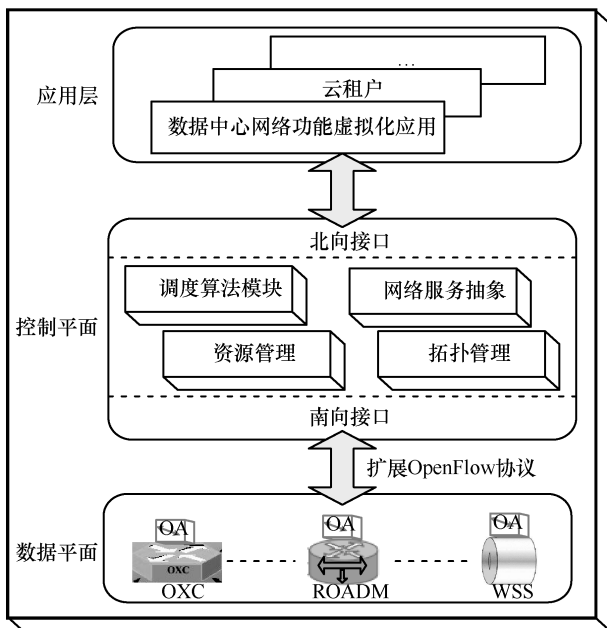 …
云租户
应用层
数据中心网络功能虚拟化应用
北向接口
调度算法模块
网络服务抽象
控制平面
资源管理
拓扑管理
南向接口
扩展OpenFlow协议
OA
OA
OA
数据平面
OXC
OXC
ROADM
WSS